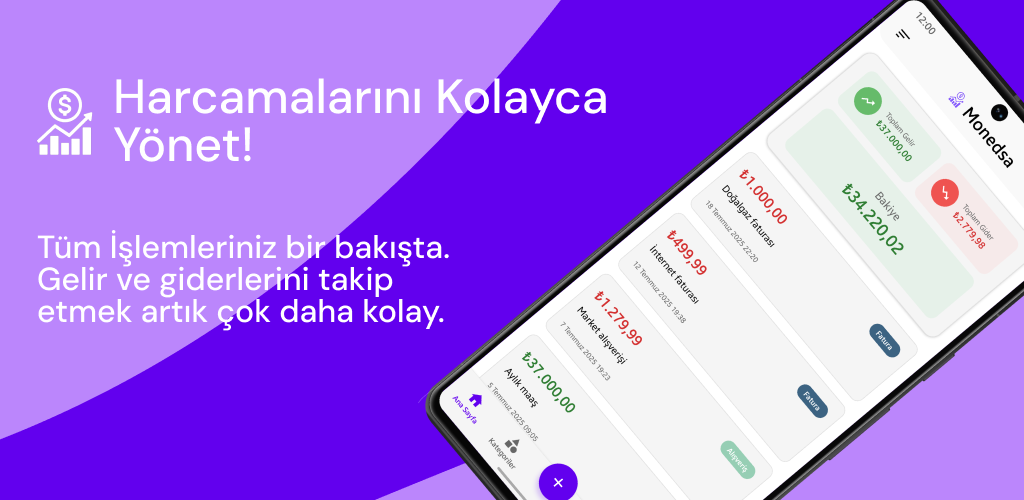 Harcamalarını Kolayca
Yönet!
Tüm İşlemleriniz bir bakışta.
Gelir ve giderlerini takip
etmek artık çok daha kolay.
12:00
Monedsa
Toplam Gelir
₺37.000,00
Toplam Gider
₺2.779,98
Bakiye
₺34.220,02
₺1.000,00
Doğalgaz faturası
18 Temmuz 2025 22:20
Fatura
₺499,99
İnternet faturası
12 Temmuz 2025 19:38
Fatura
₺1.279,99
Market alışverişi
7 Temmuz 2025 19:23
Alışveriş
₺37.000,00
Aylık maaş
5 Temmuz 2025 09:05
Ana Sayfa
Kategoriler